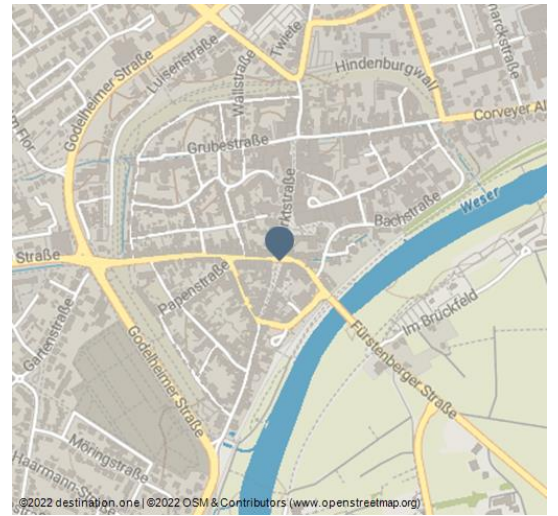 Twiete
Luisenstraße
Wallstraße
Hindenburgwall
Godelheimer Straße
Corveyer Al
Grubestraße
Weser
Bachstraße
Straße
Papenstraße
Im Brückfeld
Gartenstraße
Godelheimer Straße
Fürstenberger Straße
Möringstraße
Haarmann-Straße
©2022 destination.one | ©2022 OSM & Contributors (www.openstreetmap.org)